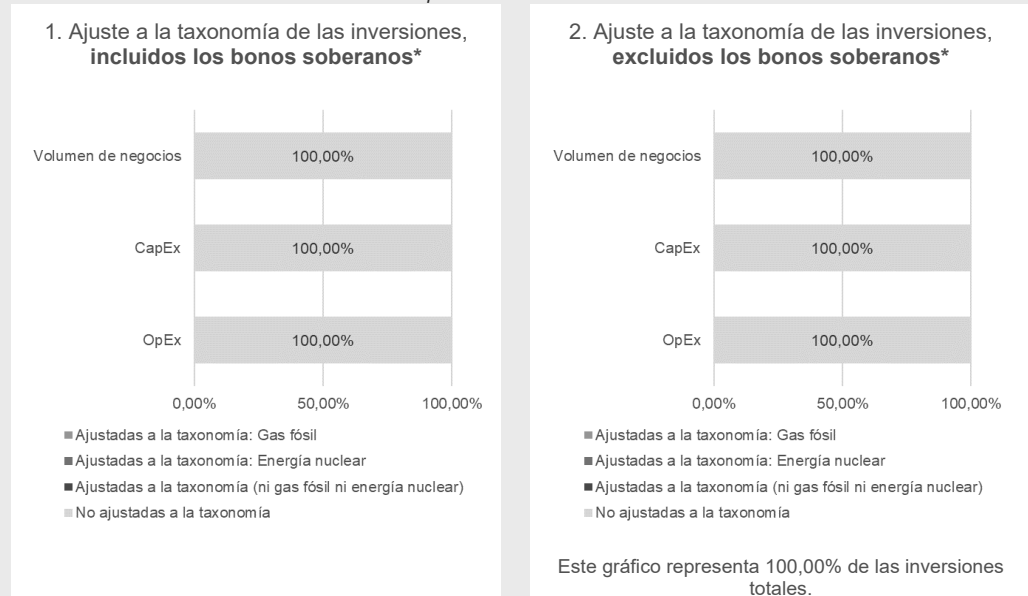 1. Ajuste a la taxonomía de las inversiones,
incluidos los bonos soberanos*
Volumen de negocios
100,00%
CapEx
100,00%
OpEx
100,00%
0,00%
50,00%
100,00%
Ajustadas a la taxonomía: Gas fósil
Ajustadas a la taxonomía: Energía nuclear
Ajustadas a la taxonomía (ni gas fósil ni energía nuclear)
No ajustadas a la taxonomía
2. Ajuste a la taxonomía de las inversiones,
excluidos los bonos soberanos*
Volumen de negocios
100,00%
CapEx
100,00%
OpEx
100,00%
0,00%
50,00%
100,00%
Ajustadas a la taxonomía: Gas fósil
Ajustadas a la taxonomía: Energía nuclear
Ajustadas a la taxonomía (ni gas fósil ni energía nuclear)
No ajustadas a la taxonomía
Este gráfico representa 100,00% de las inversiones
totales.